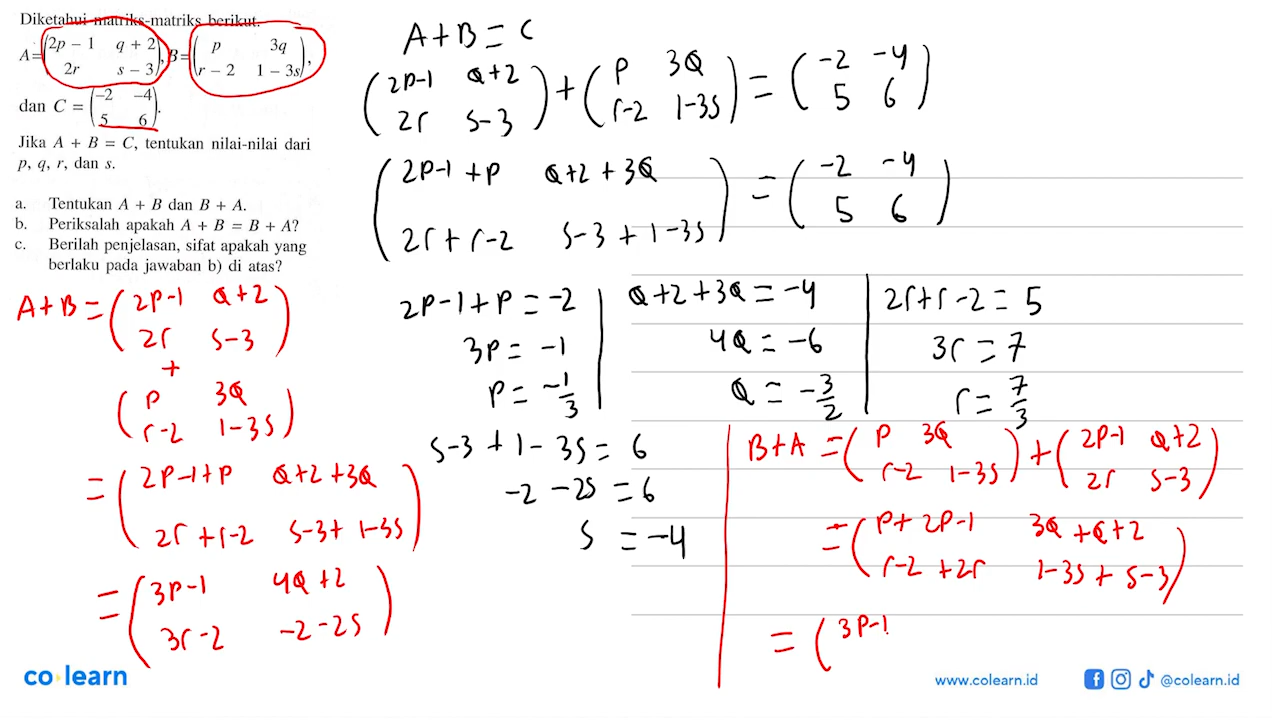 Diketahui matriks-matriks berikut.
A = (2p – 1 q + 2
2r s – 3), B = (p 3q
r – 2 1 – 3s),
dan C = (–2 –4
5 6).
Jika A + B = C, tentukan nilai-nilai dari
p, q, r, dan s.
a. Tentukan A + B dan B + A.
b. Periksalah apakah A + B = B + A?
c. Berilah penjelasan, sifat apakah yang
berlaku pada jawaban b) di atas?
A+B = C
(2p-1 q+2
2r s-3) + (p 3q
r-2 1-3s) = (-2 -4
5 6)
(2p-1+p q+2+3q
2r+r-2 s-3+1-3s) = (-2 -4
5 6)
2p-1+p = -2
3p = -1
p = -1/3
q+2+3q = -4
4q = -6
q = -3/2
2r+r-2 = 5
3r = 7
r = 7/3
s-3+1-3s = 6
-2-2s = 6
s = -4
A+B = (2p-1 q+2
2r s-3)
+
(p 3q
r-2 1-3s)
= (2p-1+p q+2+3q
2r+r-2 s-3+1-3s)
= (3p-1 4q+2
3r-2 -2-2s)
B+A = (p 3q
r-2 1-3s) + (2p-1 q+2
2r s-3)
= (p+2p-1 3q+q+2
r-2+2r 1-3s+s-3)
= (3p-1
co learn
www.colearn.id
@colearn.id